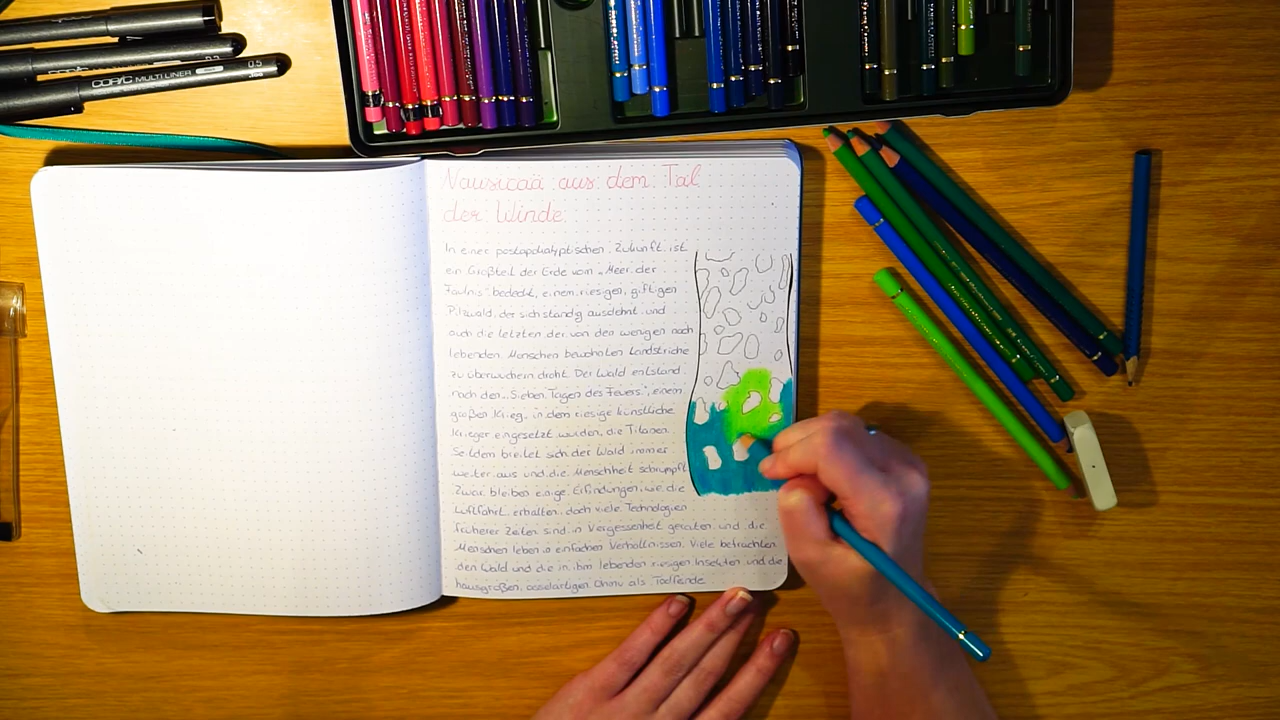 COPIC MULTILINER 0.5
Nausicaä aus dem Tal
der Winde
In einer postapokalyptischen Zukunft ist
ein Großteil der Erde vom „Meer der
Fäulnis" bedeckt, einem riesigen, giftigen
Pilzwald, der sich ständig ausdehnt und
auch die letzten der von den wenigen noch
lebenden Menschen bewohnten Landstriche
zu überwuchern droht. Der Wald entstand
nach den „Sieben Tagen des Feuers", einem
großen Krieg, in dem riesige künstliche
Krieger eingesetzt wurden, die Titanen.
Seitdem breitet sich der Wald immer
weiter aus und die Menschheit schrumpft.
Zwar bleiben einige Erfindungen, wie die
Luftfahrt, erhalten, doch viele Technologien
früherer Zeiten sind in Vergessenheit geraten und die
Menschen leben in einfachen Verhältnissen. Viele betrachten
den Wald und die in ihm lebenden riesigen Insekten und die
hausgroßen, asselartigen Ohmu als Todfeinde.